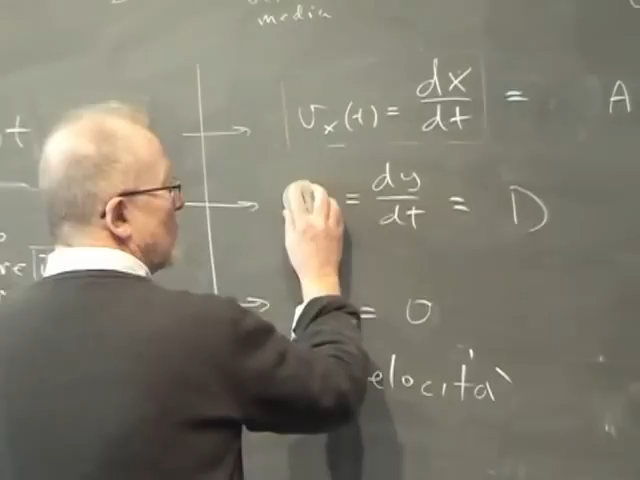 media
v_x(t) = dx/dt = A
= dy/dt = D
= 0
elocità